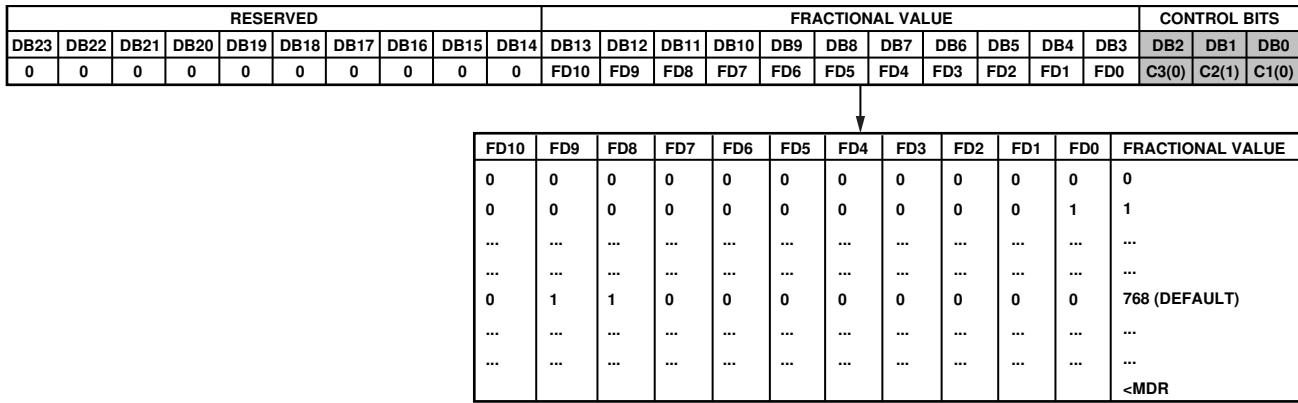 RESERVED FRACTIONAL VALUE CONTROL BITS
DB23 DB22 DB21 DB20 DB19 DB18 DB17 DB16 DB15 DB14 DB13 DB12 DB11 DB10 DB9 DB8 DB7 DB6 DB5 DB4 DB3 DB2 DB1 DB0
0 0 0 0 0 0 0 0 0 0 FD10 FD9 FD8 FD7 FD6 FD5 FD4 FD3 FD2 FD1 FD0 C3(0) C2(1) C1(0)
FD10 FD9 FD8 FD7 FD6 FD5 FD4 FD3 FD2 FD1 FD0 FRACTIONAL VALUE
0 0 0 0 0 0 0 0 0 0 0 0
0 0 0 0 0 0 0 0 0 0 1 1
... ... ... ... ... ... ... ... ... ... ... ...
... ... ... ... ... ... ... ... ... ... ... ...
0 1 1 0 0 0 0 0 0 0 0 768 (DEFAULT)
... ... ... ... ... ... ... ... ... ... ... ...
... ... ... ... ... ... ... ... ... ... ... ...
<MDR